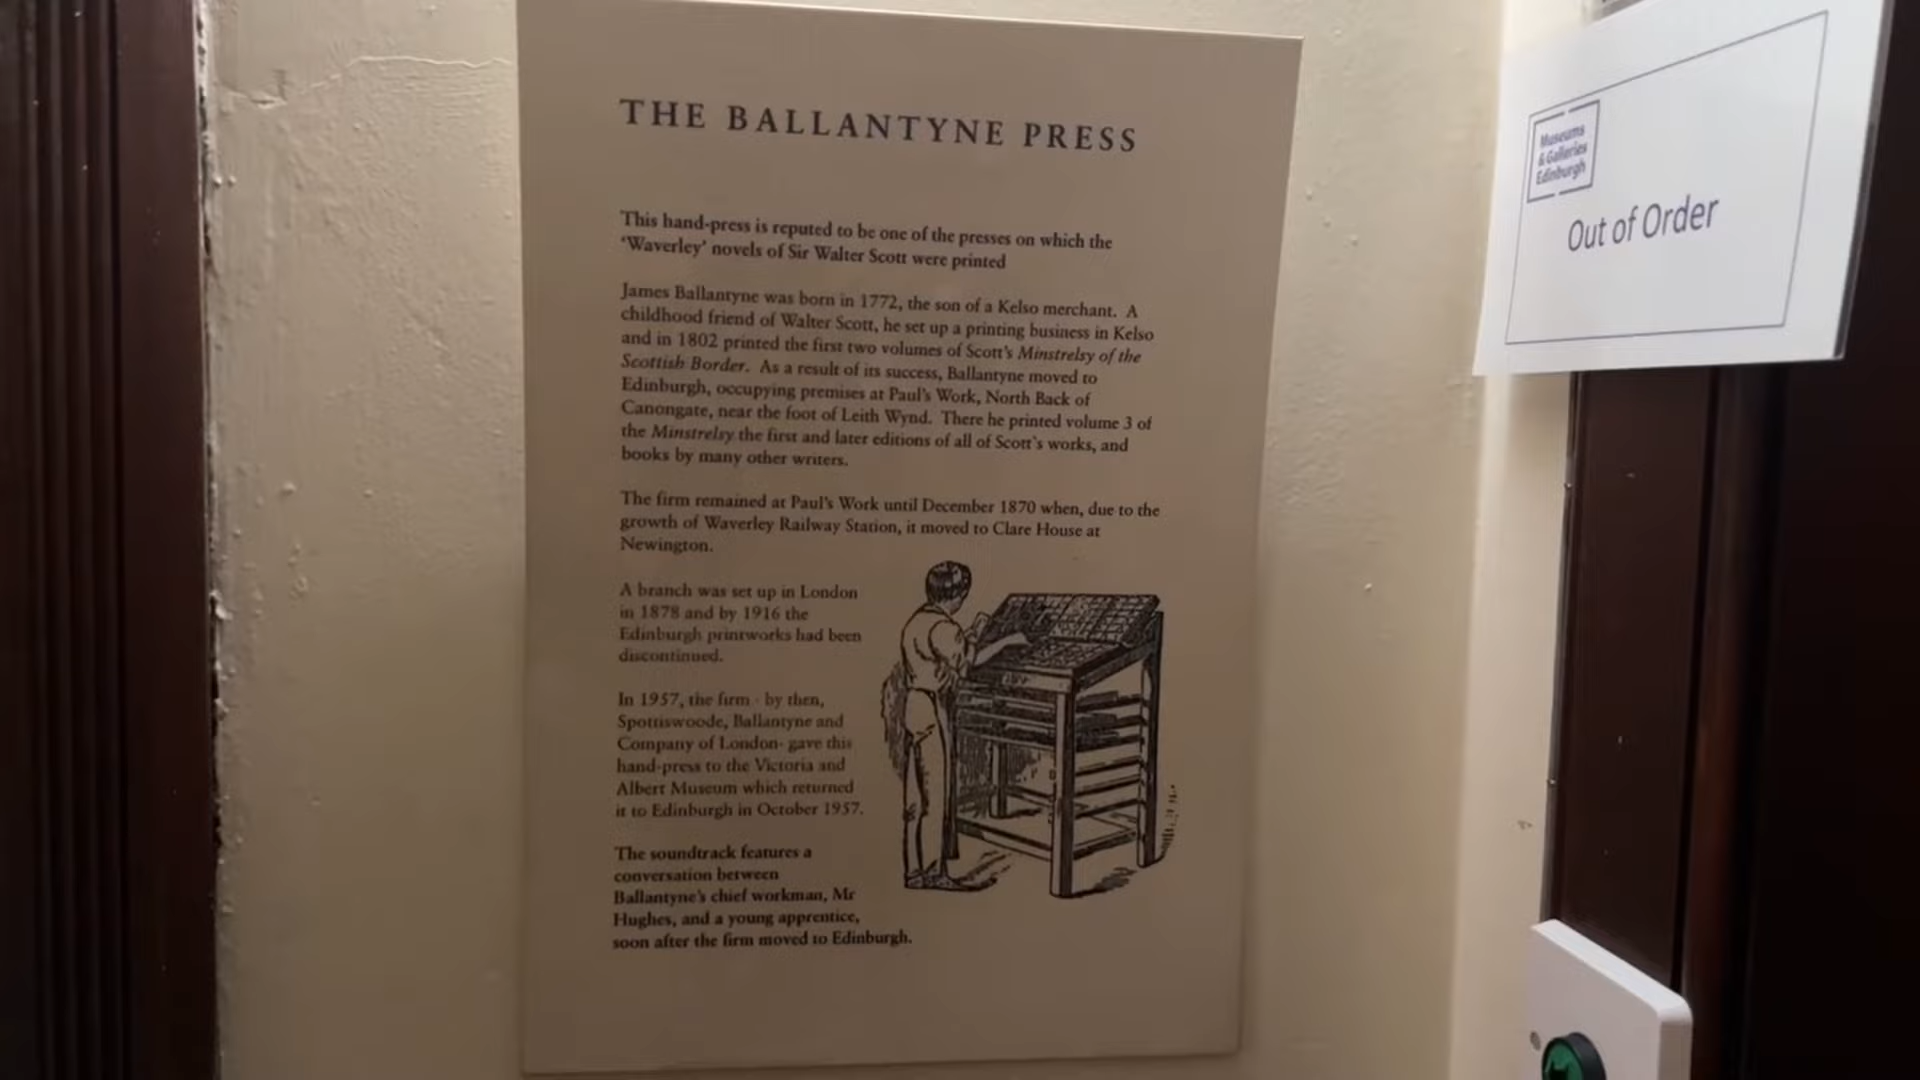 THE BALLANTYNE PRESS
This hand-press is reputed to be one of the presses on which the
'Waverley' novels of Sir Walter Scott were printed
James Ballantyne was born in 1772, the son of a Kelso merchant. A
childhood friend of Walter Scott, he set up a printing business in Kelso
and in 1802 printed the first two volumes of Scott's Minstrelsy of the
Scottish Border. As a result of its success, Ballantyne moved to
Edinburgh, occupying premises at Paul's Work, North Back of
Canongate, near the foot of Leith Wynd. There he printed volume 3 of
the Minstrelsy the first and later editions of all of Scott's works, and
books by many other writers.
The firm remained at Paul's Work until December 1870 when, due to the
growth of Waverley Railway Station, it moved to Clare House at
Newington.
A branch was set up in London
in 1878 and by 1916 the
Edinburgh printworks had been
discontinued.
In 1957, the firm - by then,
Spottiswoode, Ballantyne and
Company of London- gave this
hand-press to the Victoria and
Albert Museum which returned
it to Edinburgh in October 1957.
The soundtrack features a
conversation between
Ballantyne's chief workman, Mr
Hughes, and a young apprentice,
soon after the firm moved to Edinburgh.
Museums
& Galleries
Edinburgh
Out of Order